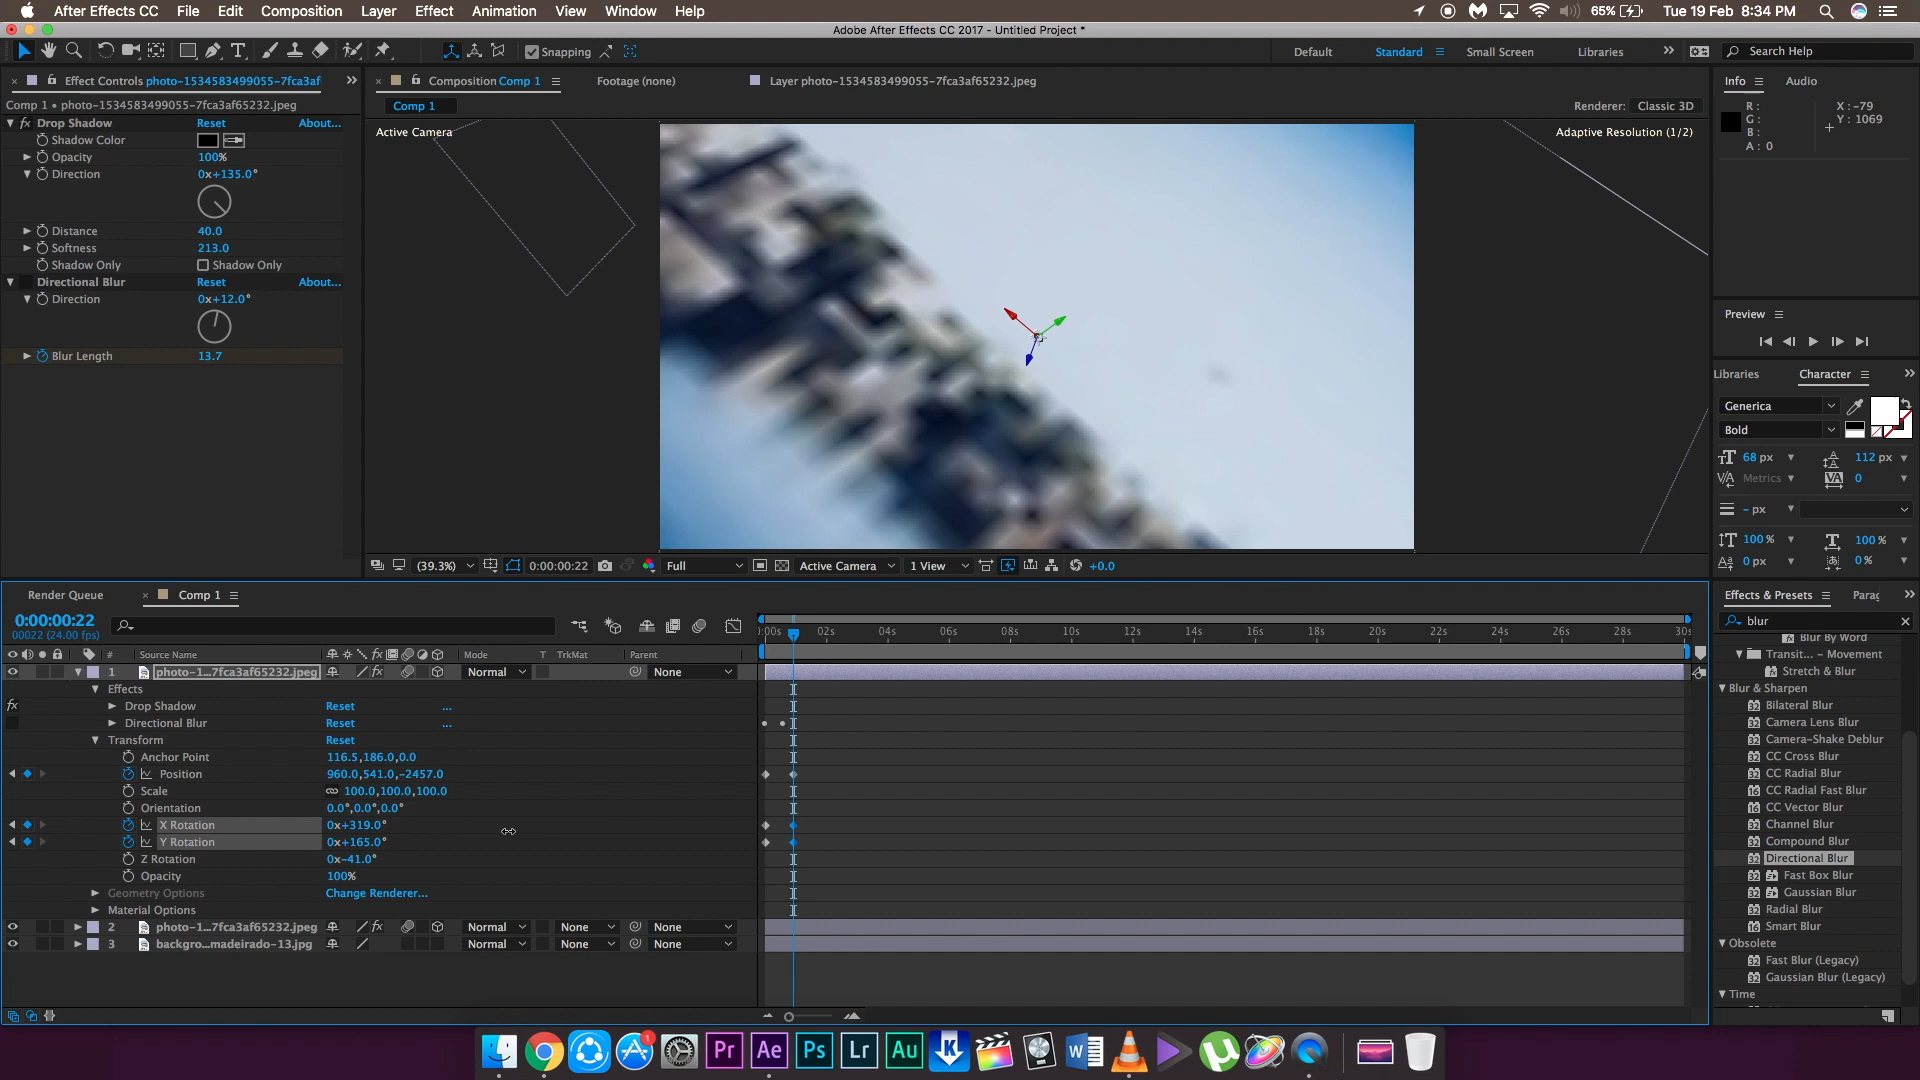 After Effects CC File Edit Composition Layer Effect Animation View Window Help 65% Tue 19 Feb 8:34 PM
Adobe After Effects CC 2017 - Untitled Project *
Snapping Default Standard Small Screen Libraries Search Help
Effect Controls photo-1534583499055-7fca3af
Composition Comp 1 Footage (none) Layer photo-1534583499055-7fca3af65232.jpeg
Info Audio
Comp 1 • photo-1534583499055-7fca3af65232.jpeg
Comp 1 Renderer: Classic 3D
Drop Shadow Reset About...
Shadow Color
Opacity 100%
Direction 0x+135.0°
Distance 40.0
Softness 213.0
Shadow Only Shadow Only
Directional Blur Reset About...
Direction 0x+12.0°
Blur Length 13.7
Active Camera Adaptive Resolution (1/2)
R :
G :
B :
A : 0
X : -79
Y : 1069
Preview
Libraries Character
Generica
Bold
68 px 112 px
Metrics 0
- px
100 % 100 %
0 px 0 %
(39.3%) 0:00:00:22 Full Active Camera 1 View +0.0
Render Queue Comp 1
0:00:00:22
00022 (24.00 fps)
:00s 02s 04s 06s 08s 10s 12s 14s 16s 18s 20s 22s 24s 26s 28s 30s
# Source Name Mode T TrkMat Parent
1 photo-1...7fca3af65232.jpeg Normal None
Effects
Drop Shadow Reset ...
Directional Blur Reset ...
Transform Reset
Anchor Point 116.5,186.0,0.0
Position 960.0,541.0,-2457.0
Scale 100.0,100.0,100.0
Orientation 0.0°,0.0°,0.0°
X Rotation 0x+319.0°
Y Rotation 0x+165.0°
Z Rotation 0x-41.0°
Opacity 100%
Geometry Options Change Renderer...
Material Options
2 photo-1...7fca3af65232.jpeg Normal None None
3 backgro...madeirado-13.jpg Normal None None
Effects & Presets Parag
blur
Blur By Word
Transit... - Movement
Stretch & Blur
Blur & Sharpen
Bilateral Blur
Camera Lens Blur
Camera-Shake Deblur
CC Cross Blur
CC Radial Blur
CC Radial Fast Blur
CC Vector Blur
Channel Blur
Compound Blur
Directional Blur
Fast Box Blur
Gaussian Blur
Radial Blur
Smart Blur
Obsolete
Fast Blur (Legacy)
Gaussian Blur (Legacy)
Time
Pr Ae Ps Lr Au K W